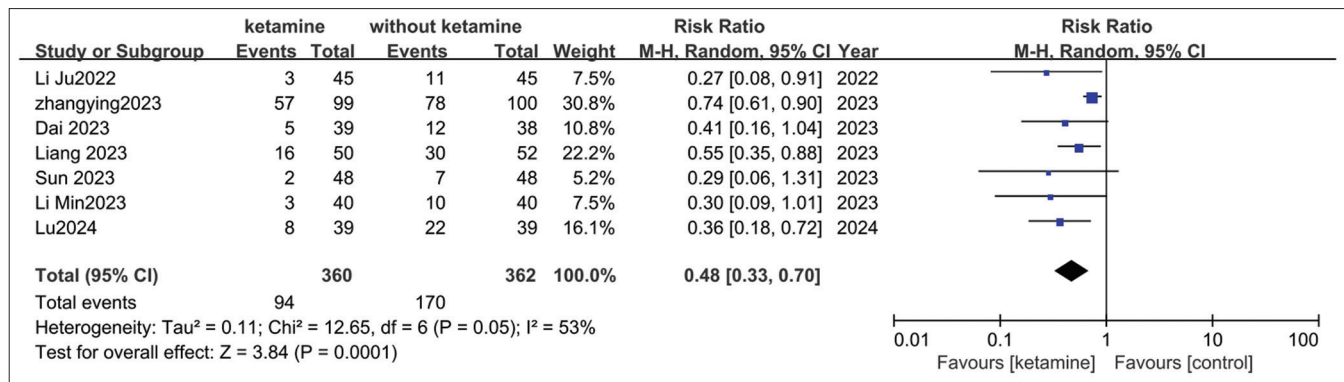 ketamine without ketamine Risk Ratio Risk Ratio
Study or Subgroup Events Total Events Total Weight M-H, Random, 95% CI Year M-H, Random, 95% CI
Li Ju2022 3 45 11 45 7.5% 0.27 [0.08, 0.91] 2022
zhangying2023 57 99 78 100 30.8% 0.74 [0.61, 0.90] 2023
Dai 2023 5 39 12 38 10.8% 0.41 [0.16, 1.04] 2023
Liang 2023 16 50 30 52 22.2% 0.55 [0.35, 0.88] 2023
Sun 2023 2 48 7 48 5.2% 0.29 [0.06, 1.31] 2023
Li Min2023 3 40 10 40 7.5% 0.30 [0.09, 1.01] 2023
Lu2024 8 39 22 39 16.1% 0.36 [0.18, 0.72] 2024
Total (95% CI) 360 362 100.0% 0.48 [0.33, 0.70]
Total events 94 170
Heterogeneity: Tau² = 0.11; Chi² = 12.65, df = 6 (P = 0.05); I² = 53%
Test for overall effect: Z = 3.84 (P = 0.0001)
0.01 0.1 1 10 100
Favours [ketamine] Favours [control]